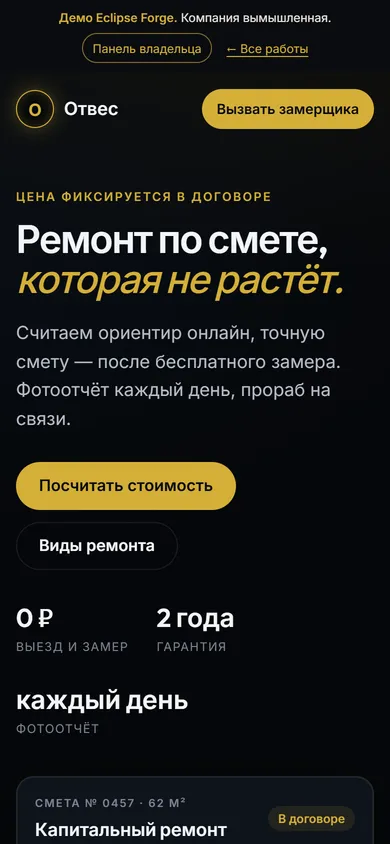 Демо Eclipse Forge. Компания вымышленная.
Панель владельца
← Все работы
О
Отвес
Вызвать замерщика
ЦЕНА ФИКСИРУЕТСЯ В ДОГОВОРЕ
Ремонт по смете,
которая не растёт.
Считаем ориентир онлайн, точную
смету — после бесплатного замера.
Фотоотчёт каждый день, прораб на
связи.
Посчитать стоимость
Виды ремонта
0 ₽
ВЫЕЗД И ЗАМЕР
2 года
ГАРАНТИЯ
каждый день
ФОТООТЧЁТ
СМЕТА № 0457 · 62 М²
В договоре
Капитальный ремонт